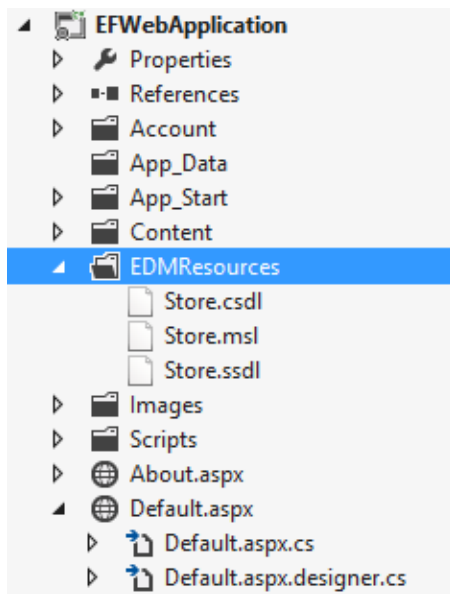 EFWebApplication
Properties
References
Account
App_Data
App_Start
Content
EDMResources
Store.csdl
Store.msl
Store.ssdl
Images
Scripts
About.aspx
Default.aspx
Default.aspx.cs
Default.aspx.designer.cs